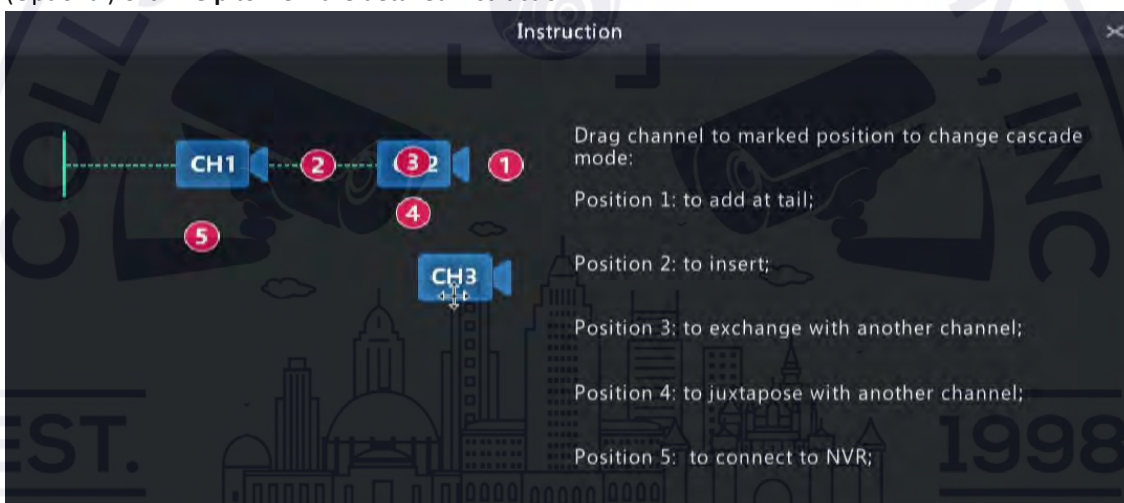 Instruction
CH1
2
3
2
1
5
4
CH3
Drag channel to marked position to change cascade
mode:
Position 1: to add at tail;
Position 2: to insert;
Position 3: to exchange with another channel;
Position 4: to juxtapose with another channel;
Position 5: to connect to NVR;
EST.
1998